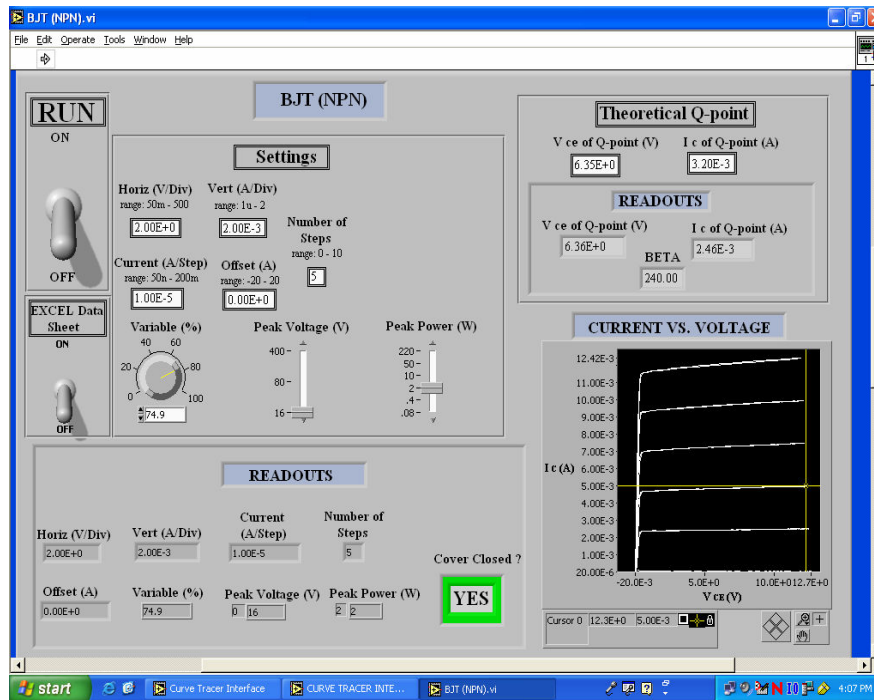 BJT (NPN).vi
File Edit Operate Tools Window Help
1
RUN
ON
OFF
EXCEL Data
Sheet
ON
OFF
BJT (NPN)
Settings
Horiz (V/Div)
range: 50m - 500
2.00E+0
Vert (A/Div)
range: 1u - 2
2.00E-3
Number of
Steps
range: 0 - 10
5
Current (A/Step)
range: 50n - 200m
1.00E-5
Offset (A)
range: -20 - 20
0.00E+0
Variable (%)
0 20 40 60 80 100
74.9
Peak Voltage (V)
400
80
16
Peak Power (W)
220
50
10
2
.4
.08
READOUTS
Horiz (V/Div)
2.00E+0
Vert (A/Div)
2.00E-3
Current
(A/Step)
1.00E-5
Number of
Steps
5
Offset (A)
0.00E+0
Variable (%)
74.9
Peak Voltage (V)
0 16
Peak Power (W)
2 2
Cover Closed ?
YES
Theoretical Q-point
V ce of Q-point (V)
6.35E+0
I c of Q-point (A)
3.20E-3
READOUTS
V ce of Q-point (V)
6.36E+0
I c of Q-point (A)
2.46E-3
BETA
240.00
CURRENT VS. VOLTAGE
12.42E-3
11.00E-3
10.00E-3
9.00E-3
8.00E-3
7.00E-3
I c (A) 6.00E-3
5.00E-3
4.00E-3
3.00E-3
2.00E-3
1.00E-3
20.00E-6
-20.0E-3 5.0E+0 10.0E+0 12.7E+0
V CE (V)
Cursor 0 12.3E+0 5.00E-3
start
Curve Tracer Interface
CURVE TRACER INTE...
BJT (NPN).vi
4:07 PM